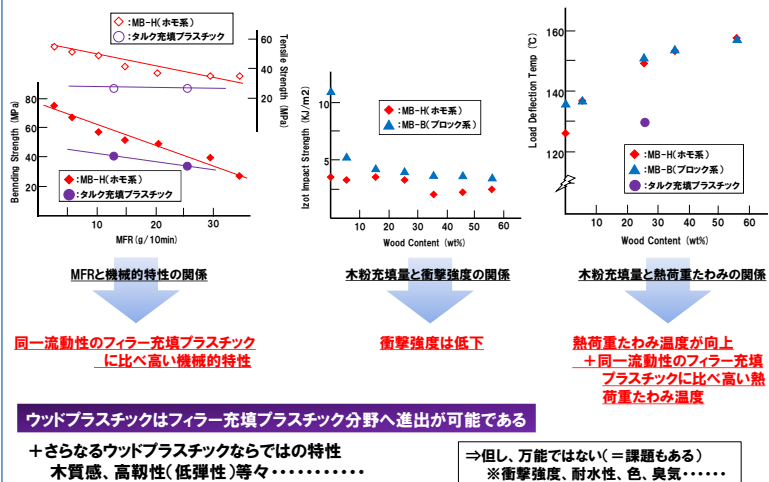 ◇:MB-H(ホモ系)
○:タルク充填プラスチック
60
40
20
Tensile Strength (MPa)
80
60
40
20
Bennding Strength (MPa)
◆:MB-H(ホモ系)
●:タルク充填プラスチック
10 20 30
MFR(g/10min)
MFRと機械的特性の関係
同一流動性のフィラー充填プラスチック
に比べ高い機械的特性
10
5
Izot Impact Strength (KJ/m2)
◆:MB-H(ホモ系)
▲:MB-B(ブロック系)
10 20 30 40 50 60
Wood Content (wt%)
木粉充填量と衝撃強度の関係
衝撃強度は低下
160
140
120
Load Deflection Temp (℃)
◆:MB-H(ホモ系)
▲:MB-B(ブロック系)
●:タルク充填プラスチック
10 20 30 40 50 60
Wood Content (wt%)
木粉充填量と熱荷重たわみの関係
熱荷重たわみ温度が向上
+同一流動性のフィラー充填
プラスチックに比べ高い熱
荷重たわみ温度
ウッドプラスチックはフィラー充填プラスチック分野へ進出が可能である
+さらなるウッドプラスチックならではの特性
木質感、高靭性(低弾性)等々・・・・・・・・・・・
⇒但し、万能ではない(=課題もある)
※衝撃強度、耐水性、色、臭気・・・・・・